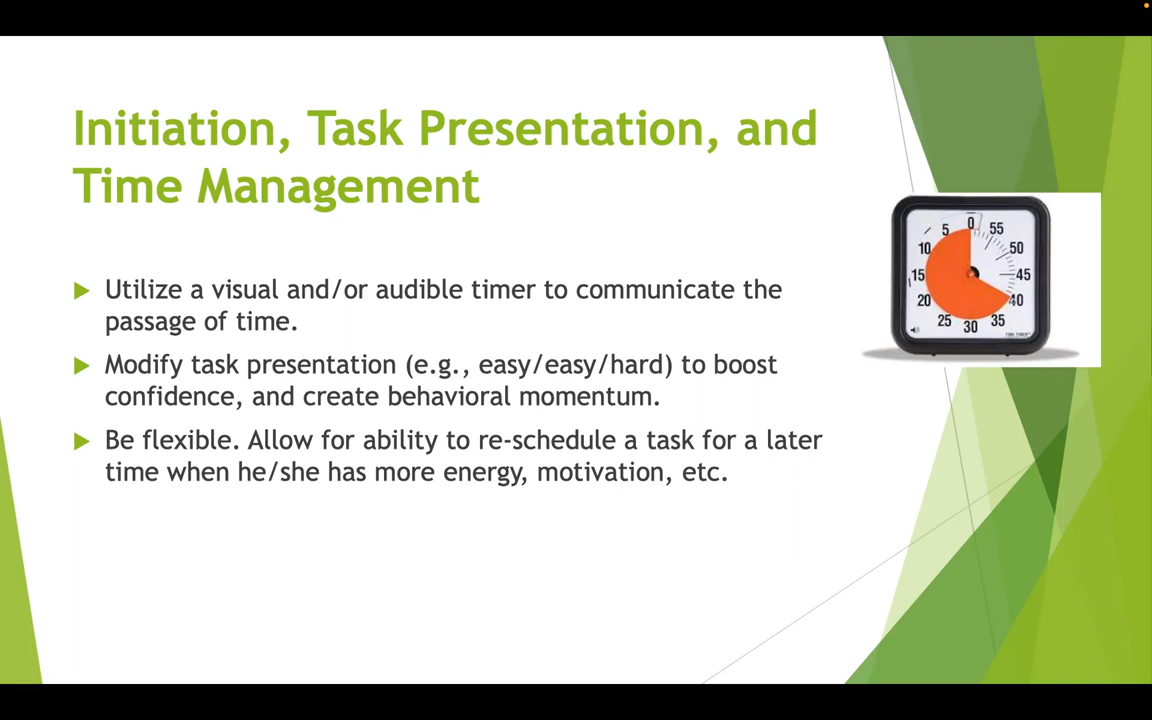 Initiation, Task Presentation, and
Time Management
Utilize a visual and/or audible timer to communicate the
passage of time.
Modify task presentation (e.g., easy/easy/hard) to boost
confidence, and create behavioral momentum.
Be flexible. Allow for ability to re-schedule a task for a later
time when he/she has more energy, motivation, etc.
0
5
55
10
50
15
45
20
40
25
35
30
TIME TIMER